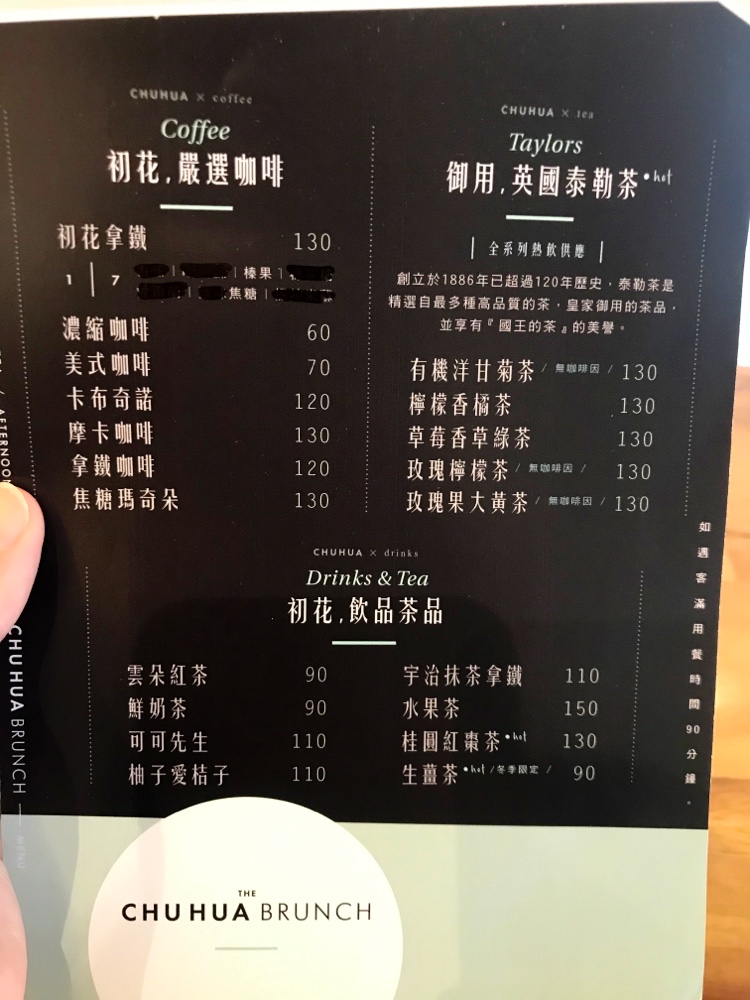 CHUHUA × coffee
Coffee
初花,嚴選咖啡
初花拿鐵 130
1 | 7 | 榛果 |
焦糖 |
濃縮咖啡 60
美式咖啡 70
卡布奇諾 120
摩卡咖啡 130
拿鐵咖啡 120
焦糖瑪奇朵 130
CHUHUA × tea
Taylors
御用,英國泰勒茶•hot
| 全系列熱飲供應 |
創立於1886年已超過120年歷史,泰勒茶是
精選自最多種高品質的茶,皇家御用的茶品,
並享有『國王的茶』的美譽。
有機洋甘菊茶 / 無咖啡因 / 130
檸檬香橘茶 130
草莓香草綠茶 130
玫瑰檸檬茶 / 無咖啡因 / 130
玫瑰果大黃茶 / 無咖啡因 / 130
CHUHUA × drinks
Drinks & Tea
初花,飲品茶品
雲朵紅茶 90
鮮奶茶 90
可可先生 110
柚子愛桔子 110
宇治抹茶拿鐵 110
水果茶 150
桂圓紅棗茶•hot 130
生薑茶•hot /冬季限定/ 90
如遇客滿用餐時間90分鐘。
/ AFTERNOON
CHUHUA BRUNCH — MENU
THE
CHUHUA BRUNCH